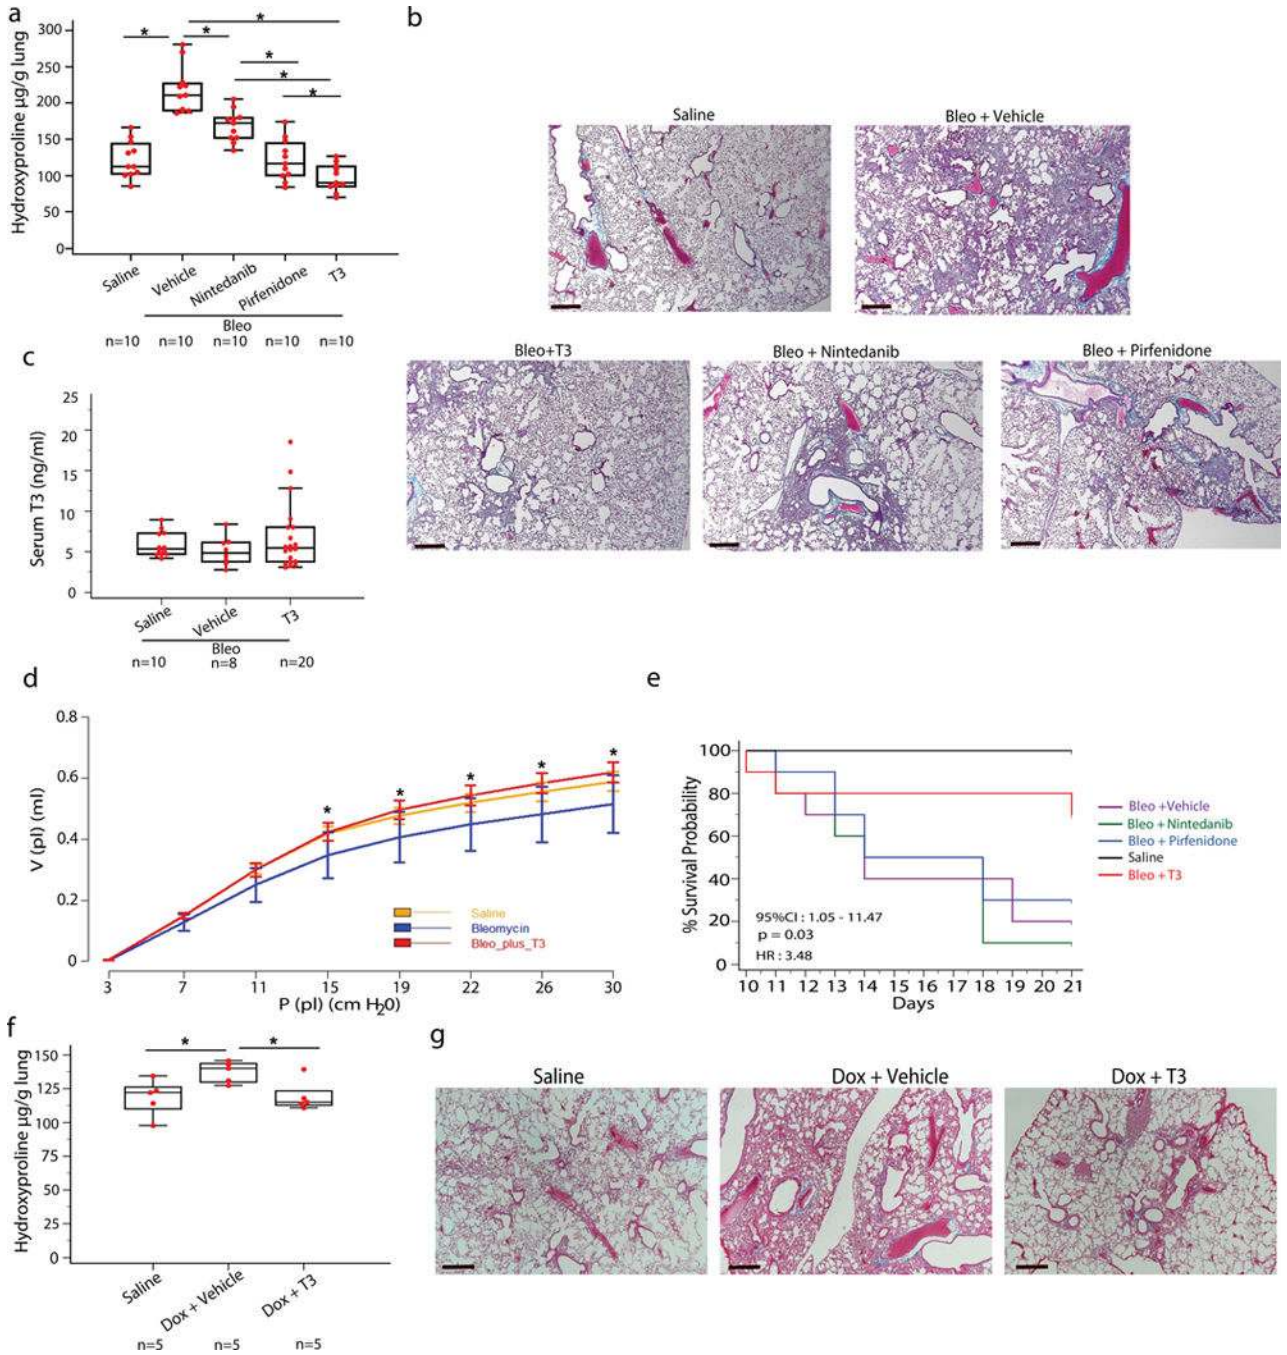 a
Hydroxyproline µg/g lung
300
250
200
150
100
50
0
* * * * * *
Saline
Vehicle
Nintedanib
Pirfenidone
T3
Bleo
n=10 n=10 n=10 n=10 n=10
b
Saline
Bleo + Vehicle
Bleo+T3
Bleo + Nintedanib
Bleo + Pirfenidone
c
Serum T3 (ng/ml)
25
20
15
10
5
0
Saline
Vehicle
T3
Bleo
n=10 n=8 n=20
d
V (pl) (ml)
0.8
0.6
0.4
0.2
0
* * * * *
Saline
Bleomycin
Bleo_plus_T3
3 7 11 15 19 22 26 30
P (pl) (cm H20)
e
% Survival Probability
100
80
60
40
20
0
95%CI : 1.05 - 11.47
p = 0.03
HR : 3.48
10 11 12 13 14 15 16 17 18 19 20 21
Days
Bleo +Vehicle
Bleo + Nintedanib
Bleo + Pirfenidone
Saline
Bleo + T3
f
Hydroxyproline µg/g lung
150
125
100
75
50
25
0
* *
Saline
Dox + Vehicle
Dox + T3
n=5 n=5 n=5
g
Saline
Dox + Vehicle
Dox + T3